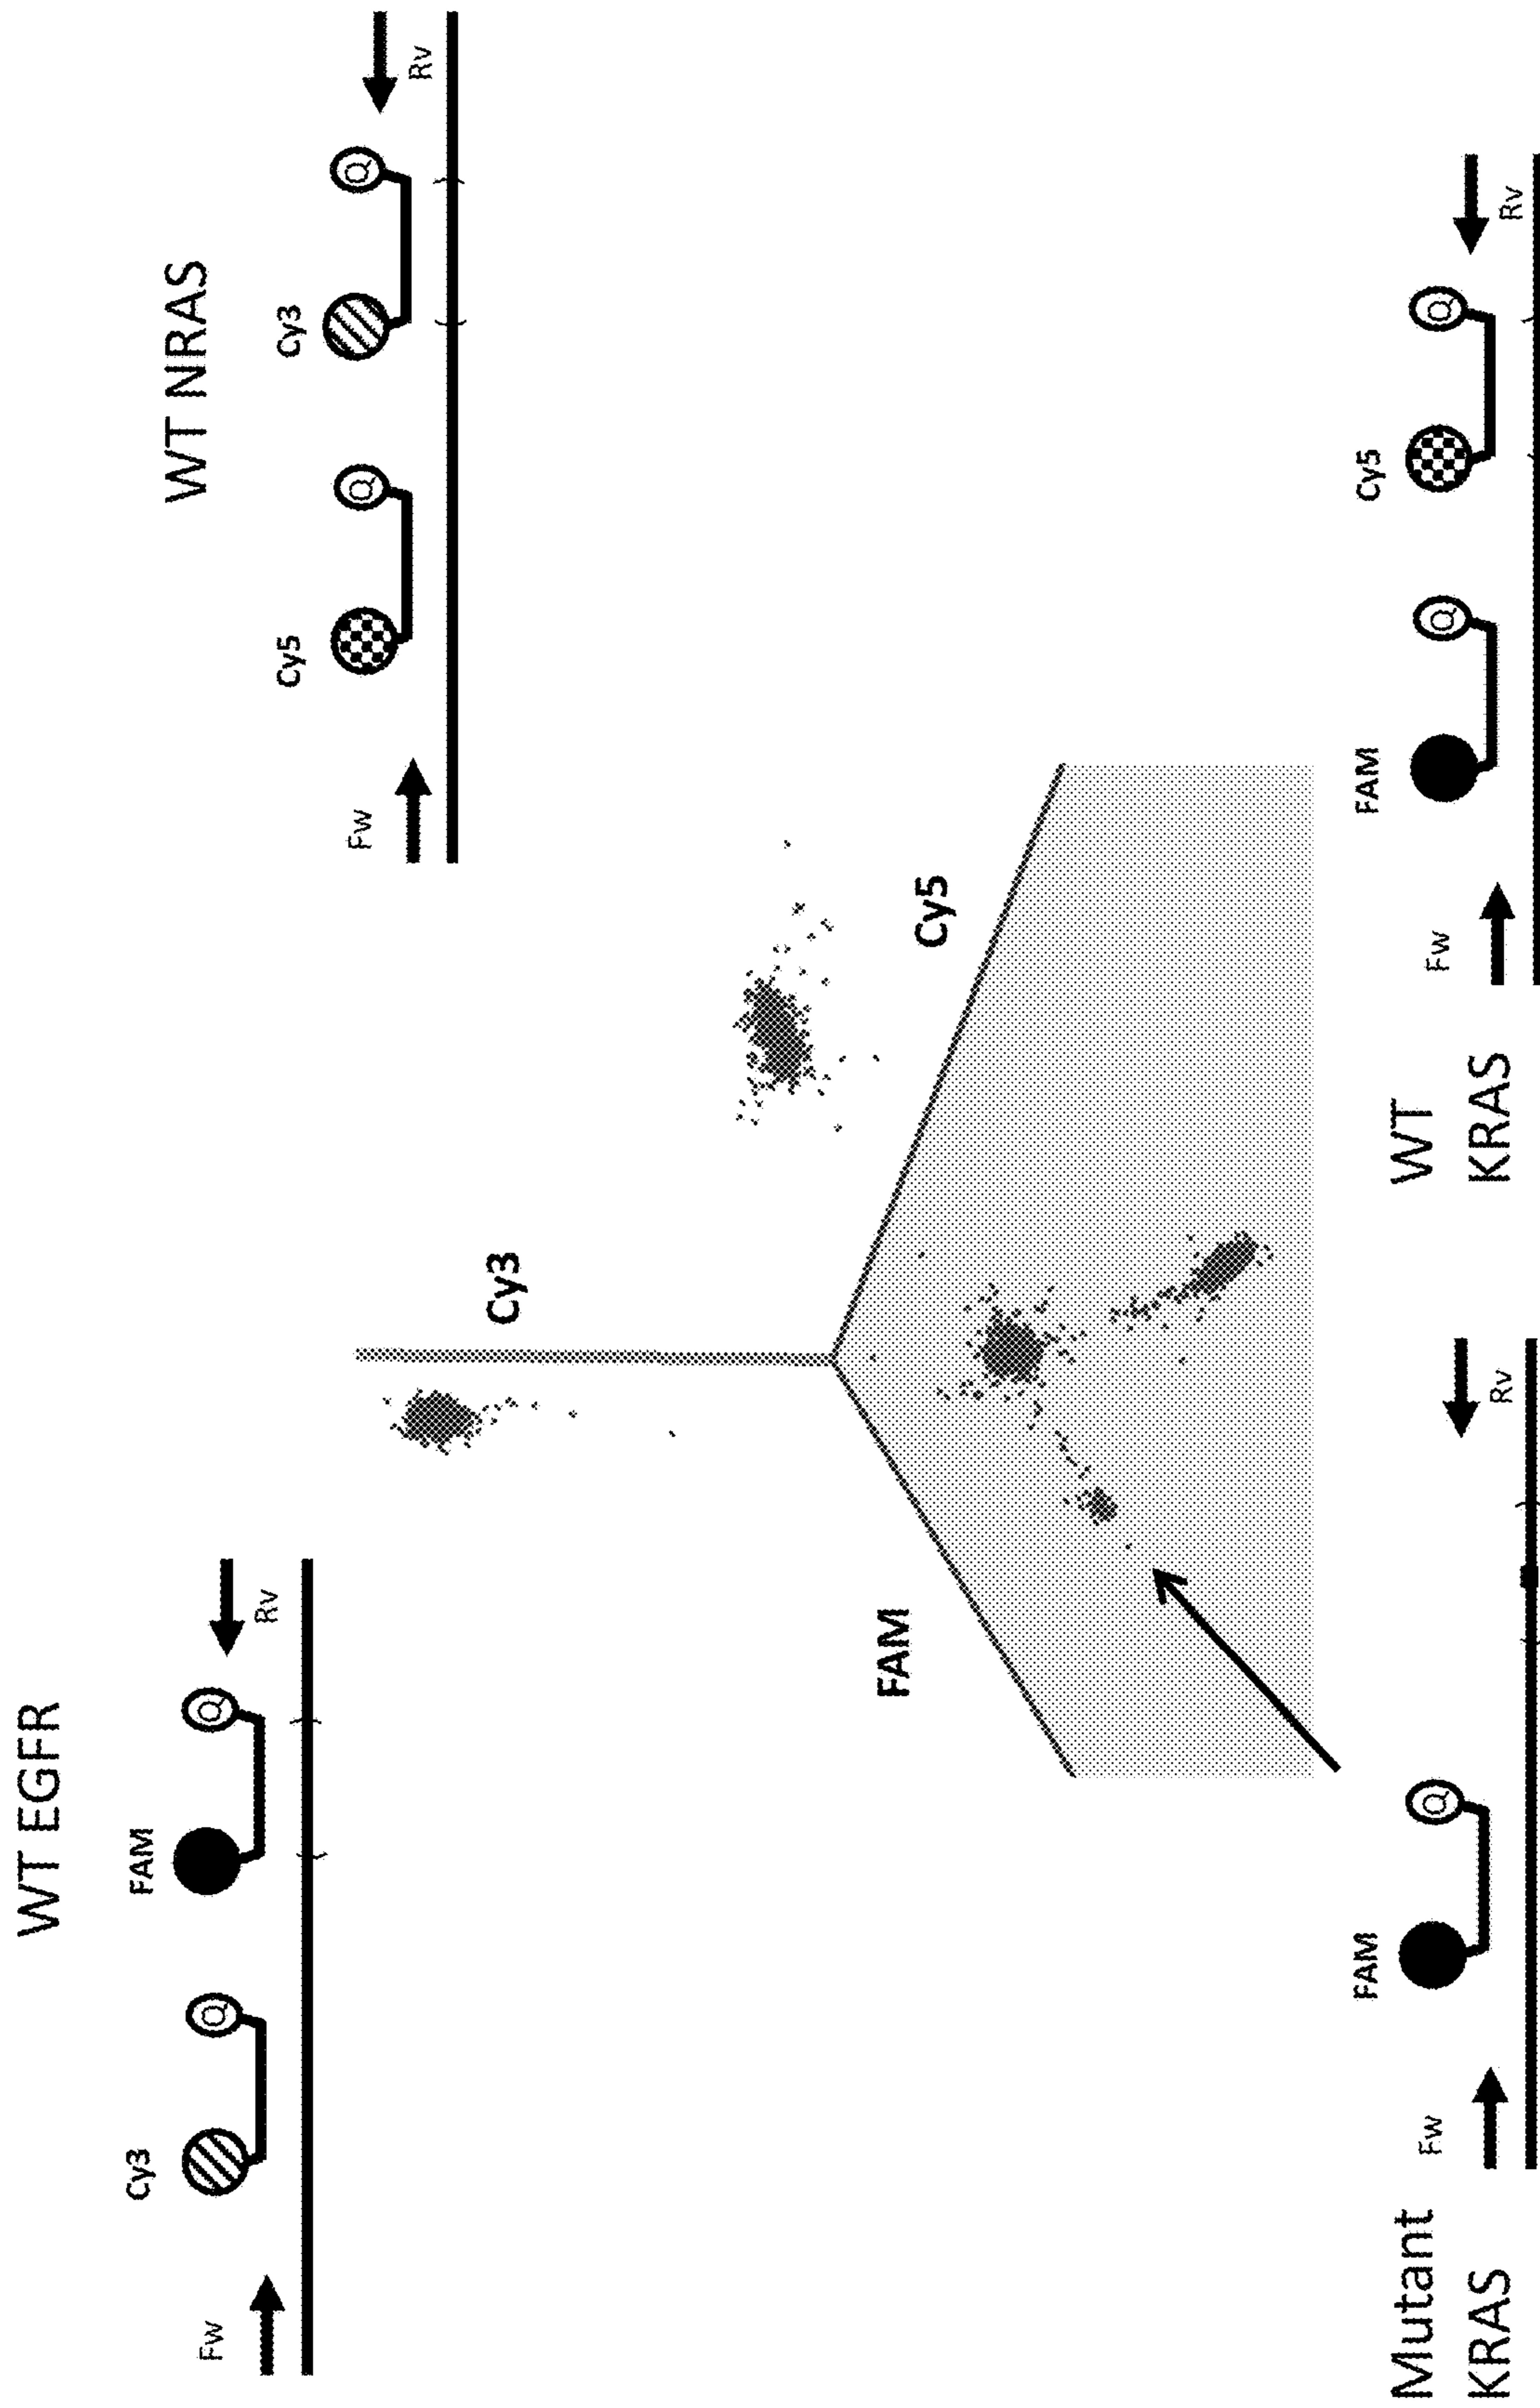 WT EGFR
Cy3 FAM
Q Q
Fw Rv
WT NRAS
Cy5 Cy3
Q Q
Fw Rv
Cy3
FAM
Cy5
Mutant
KRAS
FAM
Q
Fw Rv
WT
KRAS
FAM Cy5
Q Q
Fw Rv